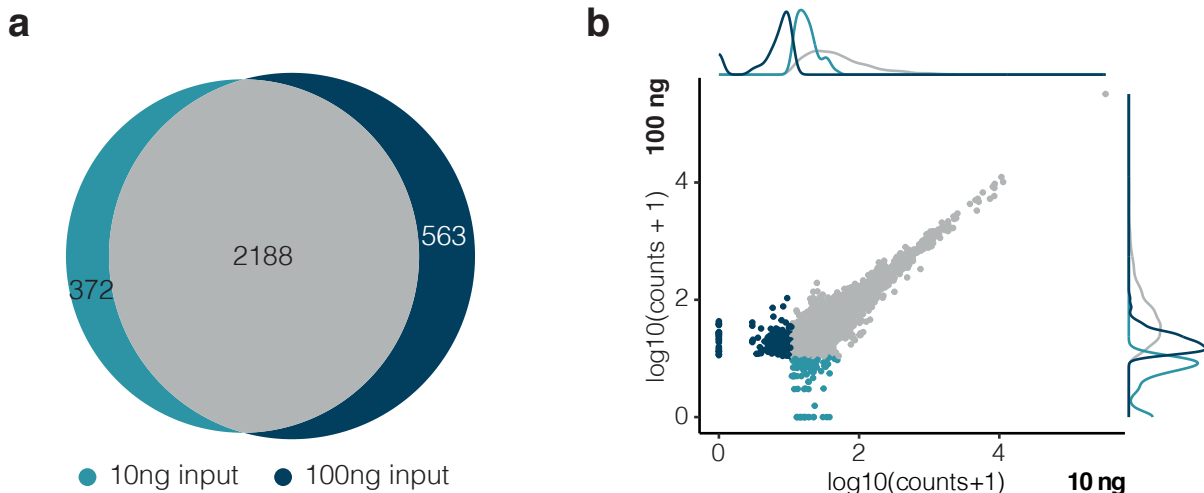 a
372
2188
563
10ng input
100ng input
b
100 ng
log10(counts + 1)
4
2
0
0
2
4
log10(counts+1)
10 ng